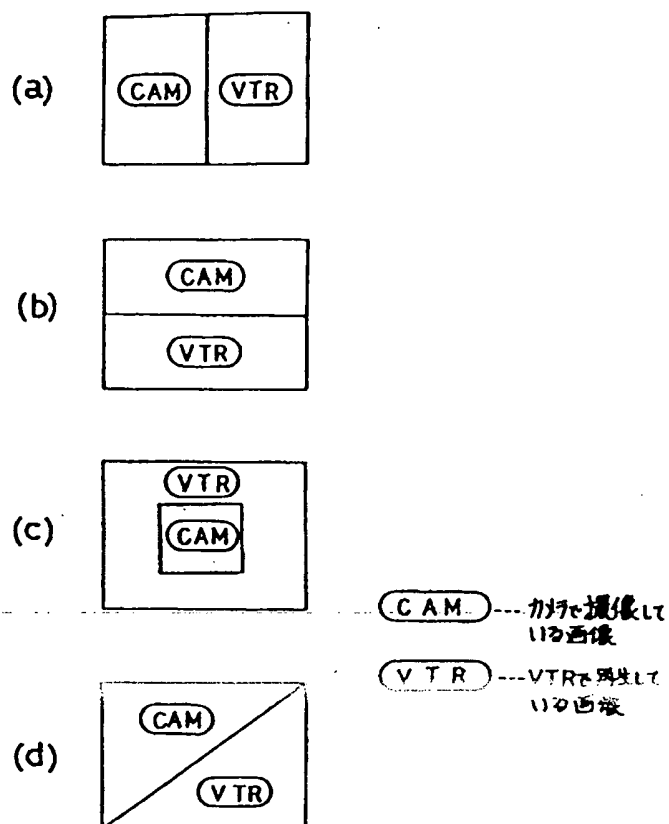 (a)
CAM VTR
(b)
CAM
VTR
(c)
VTR
CAM
CAM --- カメラで撮像して
いる画像
VTR --- VTRで再生して
いる画像
(d)
CAM
VTR